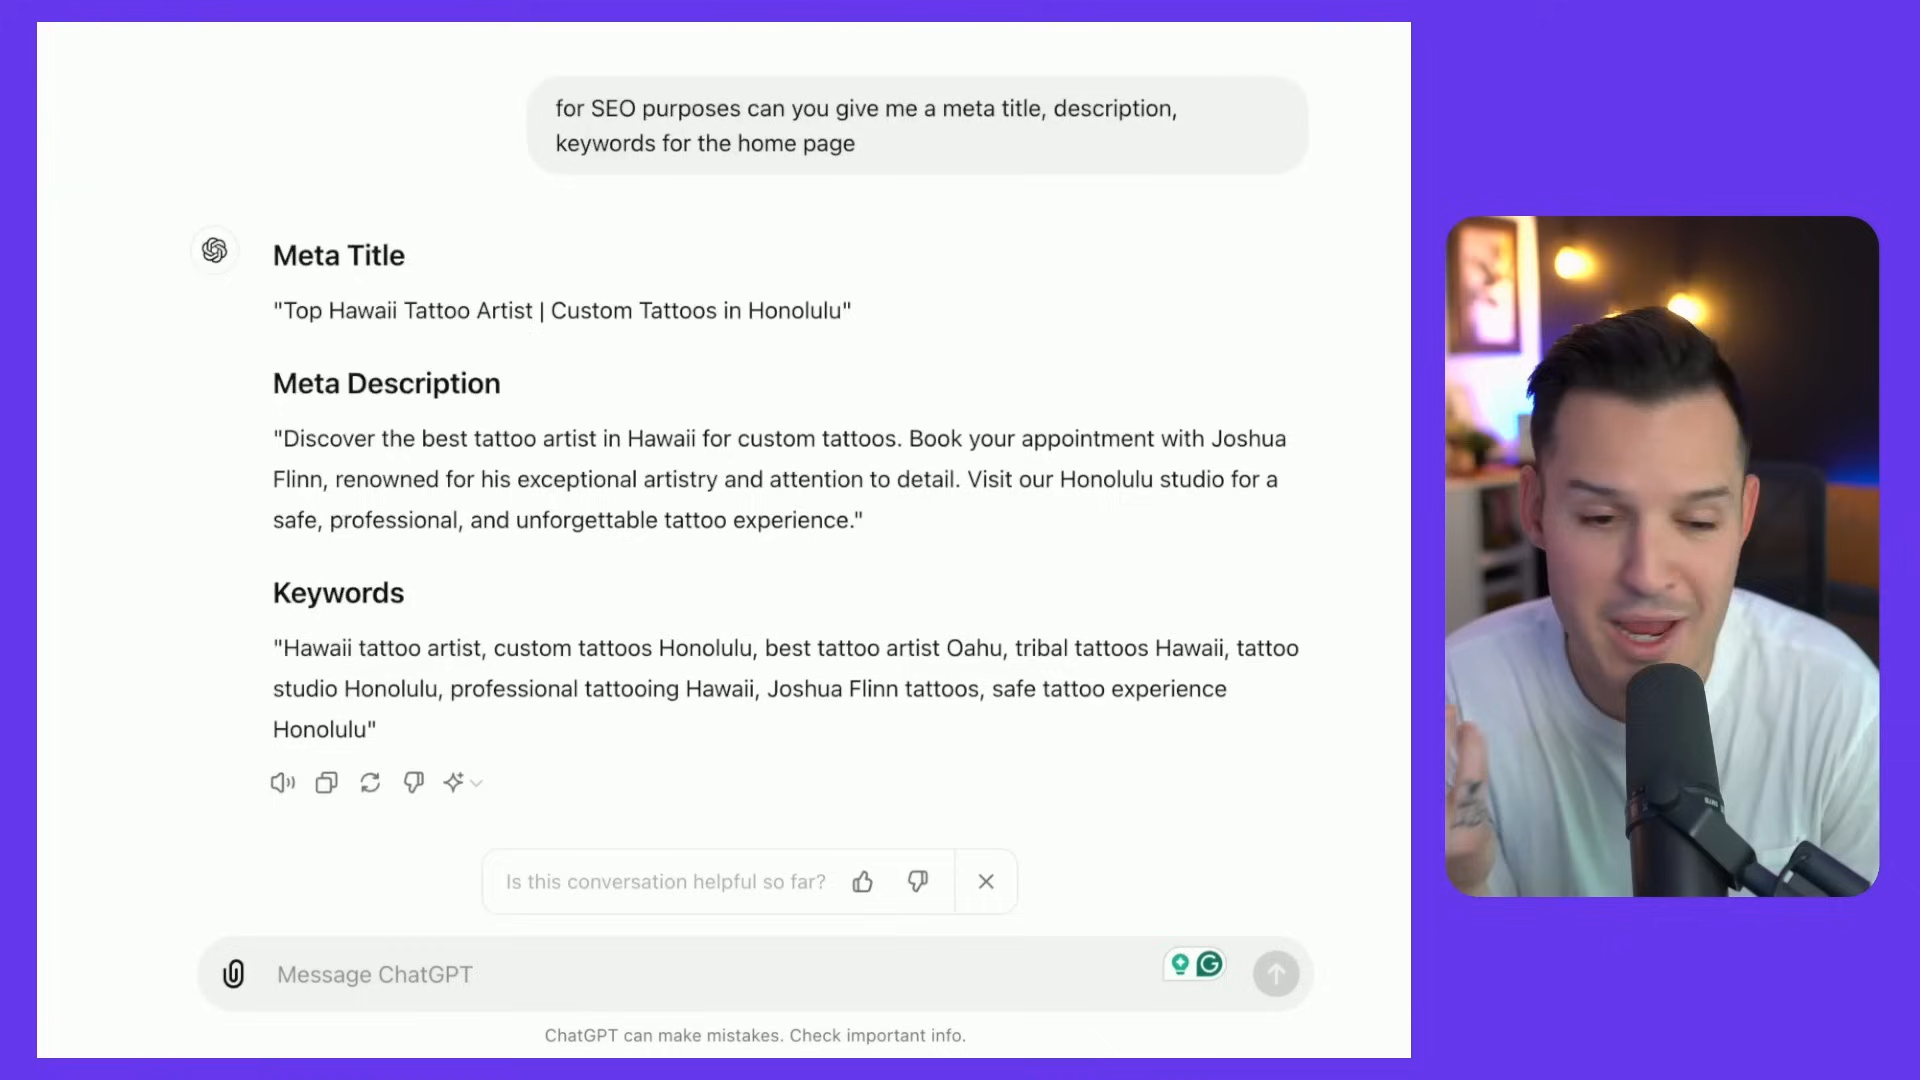 for SEO purposes can you give me a meta title, description,
keywords for the home page
Meta Title
"Top Hawaii Tattoo Artist | Custom Tattoos in Honolulu"
Meta Description
"Discover the best tattoo artist in Hawaii for custom tattoos. Book your appointment with Joshua
Flinn, renowned for his exceptional artistry and attention to detail. Visit our Honolulu studio for a
safe, professional, and unforgettable tattoo experience."
Keywords
"Hawaii tattoo artist, custom tattoos Honolulu, best tattoo artist Oahu, tribal tattoos Hawaii, tattoo
studio Honolulu, professional tattooing Hawaii, Joshua Flinn tattoos, safe tattoo experience
Honolulu"
Is this conversation helpful so far?
Message ChatGPT
ChatGPT can make mistakes. Check important info.